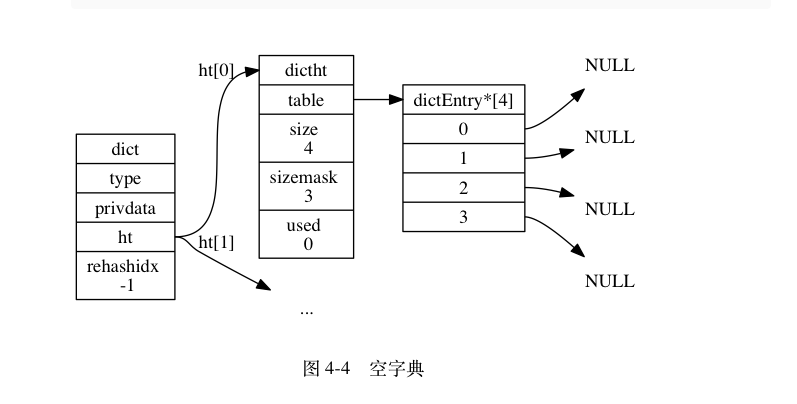 dict
type
privdata
ht
rehashidx
-1
ht[0]
ht[1]
dictht
table
size
4
sizemask
3
used
0
...
dictEntry*[4]
0
1
2
3
NULL
NULL
NULL
NULL
图 4-4 空字典